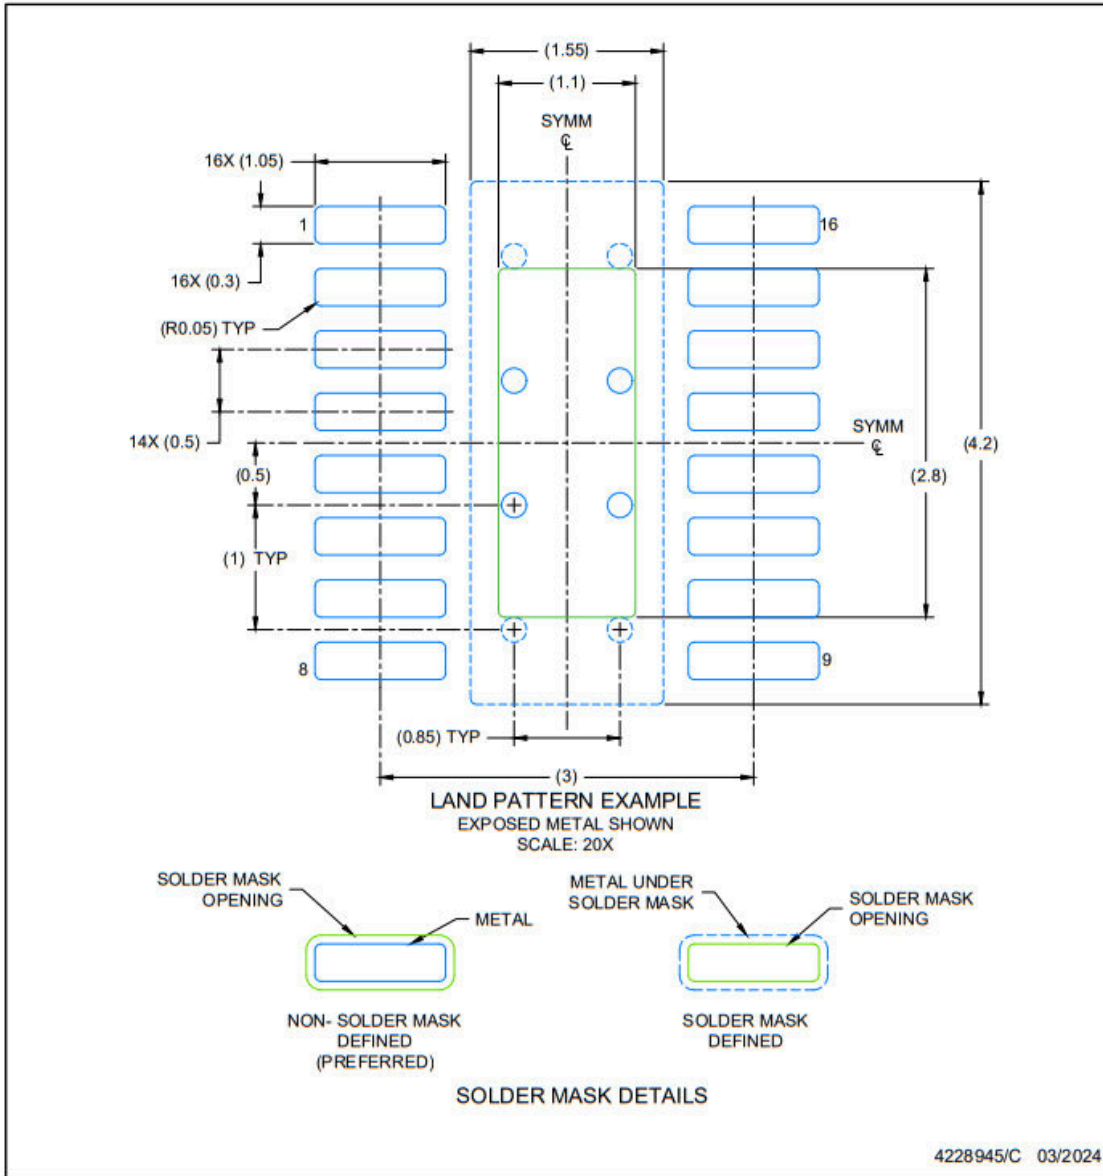 (1.55)
(1.1)
SYMM
℄
16X (1.05)
1
16
16X (0.3)
(R0.05) TYP
14X (0.5)
SYMM
℄
(0.5)
(4.2)
(2.8)
(1) TYP
8
9
(0.85) TYP
(3)
LAND PATTERN EXAMPLE
EXPOSED METAL SHOWN
SCALE: 20X
SOLDER MASK
OPENING
METAL
METAL UNDER
SOLDER MASK
SOLDER MASK
OPENING
NON- SOLDER MASK
DEFINED
(PREFERRED)
SOLDER MASK
DEFINED
SOLDER MASK DETAILS
4228945/C 03/2024